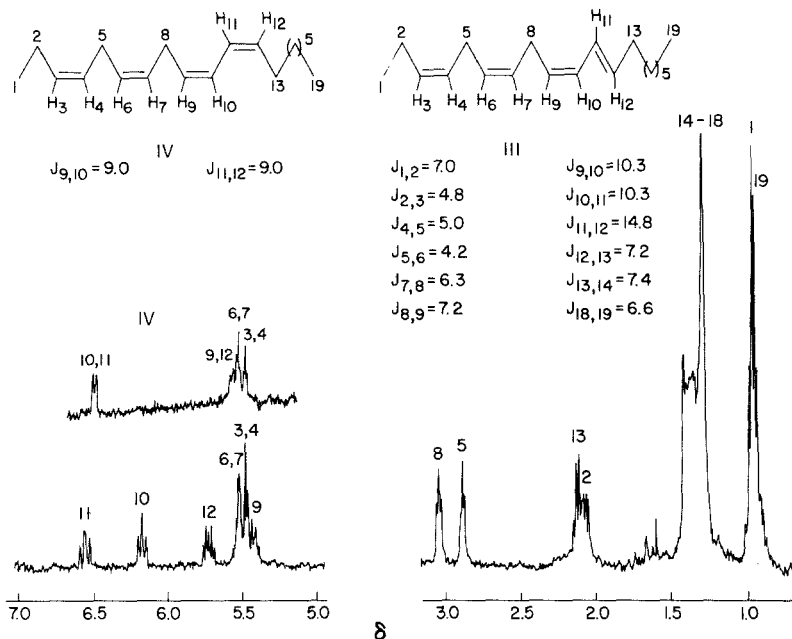 H₁₁ H₁₂
2 5 8 5
1 13 19
H₃ H₄ H₆ H₇ H₉ H₁₀
IV
J₉,₁₀ = 9.0 J₁₁,₁₂ = 9.0
H₁₁
2 5 8 13 19
1 5
H₃ H₄ H₆ H₇ H₉ H₁₀ H₁₂
III
J₁,₂ = 7.0 J₉,₁₀ = 10.3
J₂,₃ = 4.8 J₁₀,₁₁ = 10.3
J₄,₅ = 5.0 J₁₁,₁₂ = 14.8
J₅,₆ = 4.2 J₁₂,₁₃ = 7.2
J₇,₈ = 6.3 J₁₃,₁₄ = 7.4
J₈,₉ = 7.2 J₁₈,₁₉ = 6.6
IV
10,11 9,12 6,7 3,4
11 10 12 6,7 3,4 9
8 5 13 2 14-18 1 19
7.0 6.5 6.0 5.5 5.0 3.0 2.5 2.0 1.5 1.0
δ